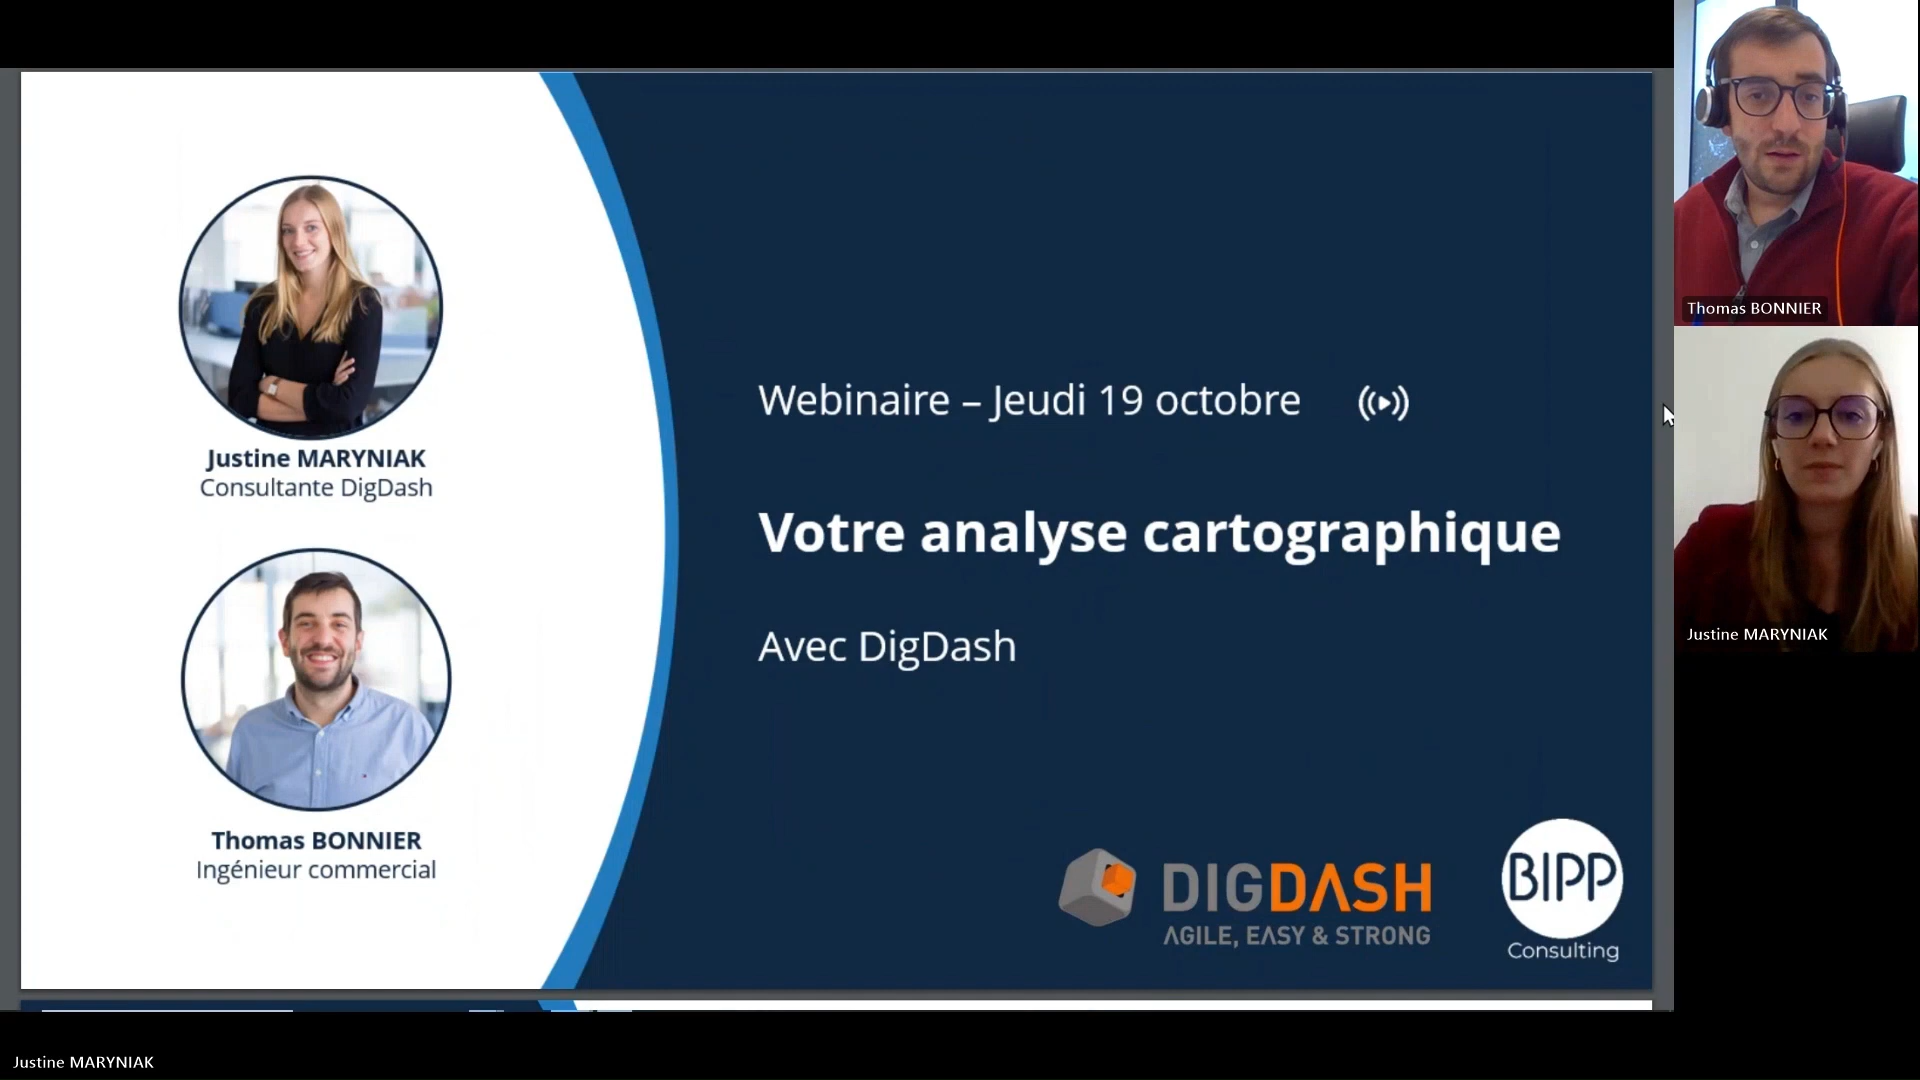 Justine MARYNIAK
Consultante DigDash
Thomas BONNIER
Ingénieur commercial
Webinaire – Jeudi 19 octobre
Votre analyse cartographique
Avec DigDash
DIGDASH
AGILE, EASY & STRONG
BIPP
Consulting
Thomas BONNIER
Justine MARYNIAK
Justine MARYNIAK